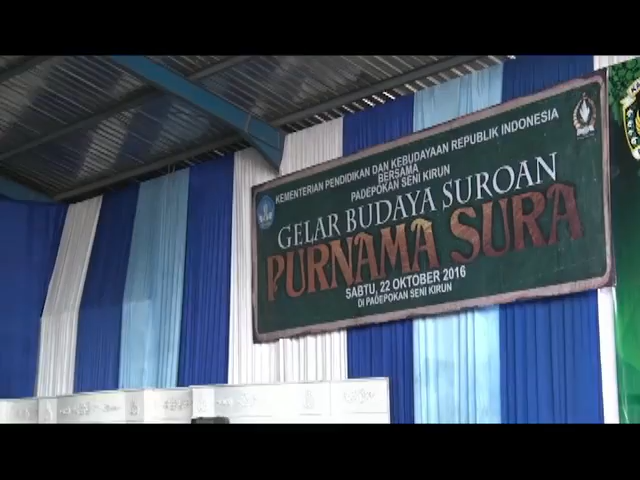 KEMENTERIAN PENDIDIKAN DAN KEBUDAYAAN REPUBLIK INDONESIA
BERSAMA
PADEPOKAN SENI KIRUN
GELAR BUDAYA SUROAN
PURNAMA SURA
SABTU, 22 OKTOBER 2016
DI PADEPOKAN SENI KIRUN